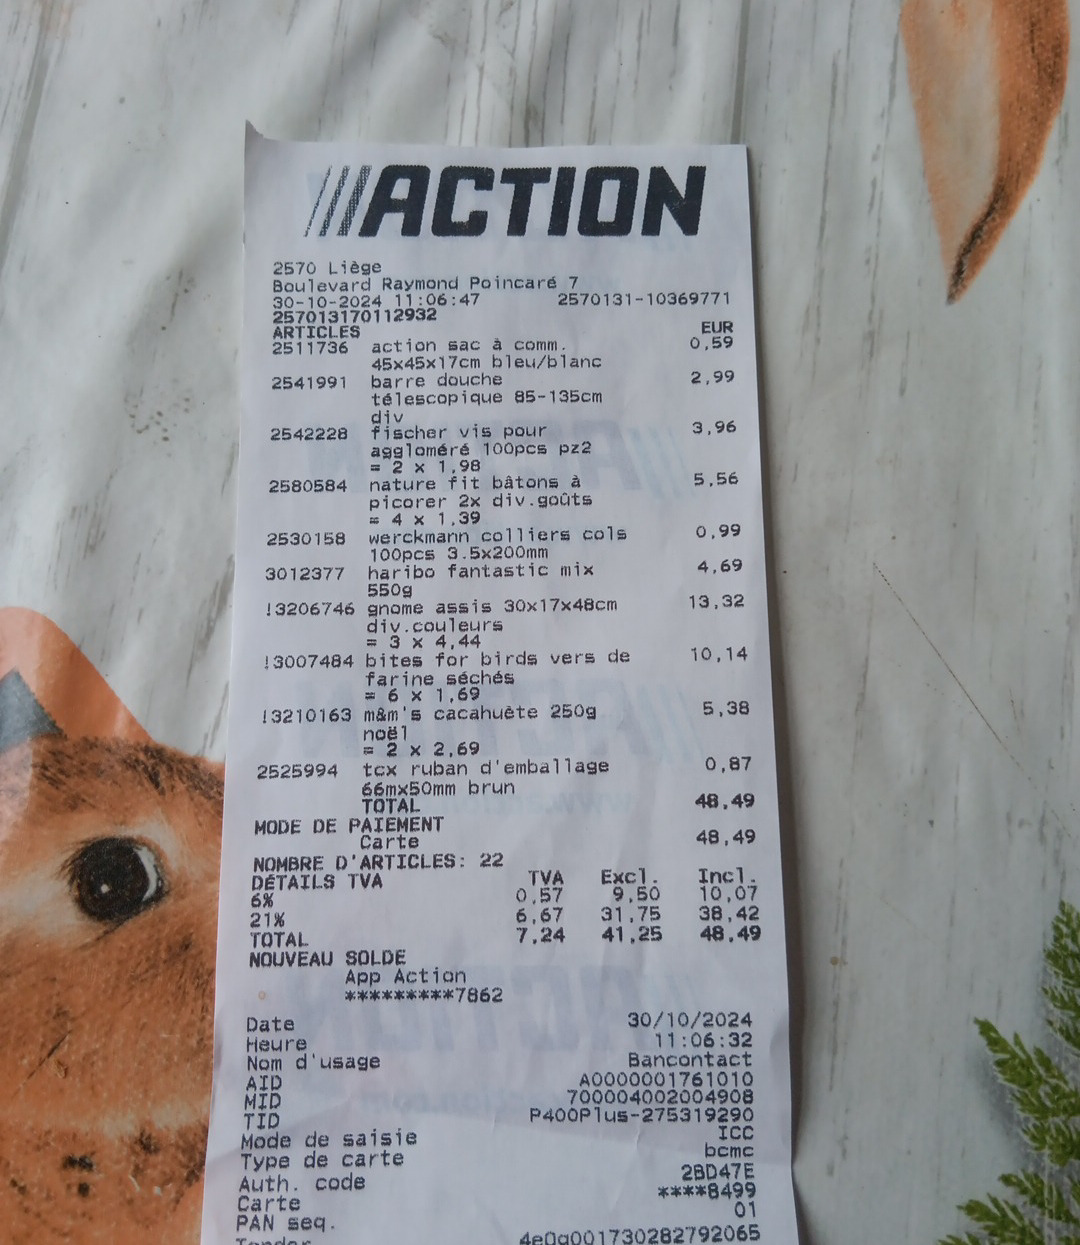 ///ACTION
2570 Liège
Boulevard Raymond Poincaré 7
30-10-2024 11:06:47 2570131-10369771
257013170112932
ARTICLES EUR
2511736 action sac à comm. 0,59
45x45x17cm bleu/blanc
2541991 barre douche 2,99
télescopique 85-135cm
div
2542228 fischer vis pour 3,96
aggloméré 100pcs pz2
= 2 x 1,98
2580584 nature fit bâtons à 5,56
picorer 2x div.goûts
= 4 x 1,39
2530158 werckmann colliers cols 0,99
100pcs 3.5x200mm
3012377 haribo fantastic mix 4,69
550g
!3206746 gnome assis 30x17x48cm 13,32
div.couleurs
= 3 x 4,44
!3007484 bites for birds vers de 10,14
farine séchés
= 6 x 1,69
!3210163 m&m's cacahuète 250g 5,38
noël
= 2 x 2,69
2525994 tcx ruban d'emballage 0,87
66mx50mm brun
TOTAL 48,49
MODE DE PAIEMENT
Carte 48,49
NOMBRE D'ARTICLES: 22
DÉTAILS TVA TVA Excl. Incl.
6% 0,57 9,50 10,07
21% 6,67 31,75 38,42
TOTAL 7,24 41,25 48,49
NOUVEAU SOLDE
App Action
*********7862
Date 30/10/2024
Heure 11:06:32
Nom d'usage Bancontact
AID A0000001761010
MID 700004002004908
TID P400Plus-275319290
Mode de saisie ICC
Type de carte bcmc
Auth. code 2BD47E
Carte ****8499
PAN seq. 01
Tender 4e0g001730282792065